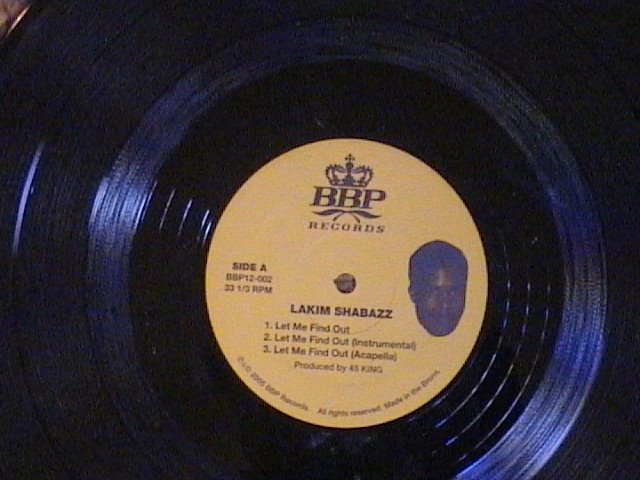 BBP
RECORDS
SIDE A
BBP12-002
33 1/3 RPM
LAKIM SHABAZZ
1. Let Me Find Out
2. Let Me Find Out (Instrumental)
3. Let Me Find Out (Acapella)
Produced by 45 KING
©℗ 2005 BBP Records. All rights reserved. Made in the Bronx.